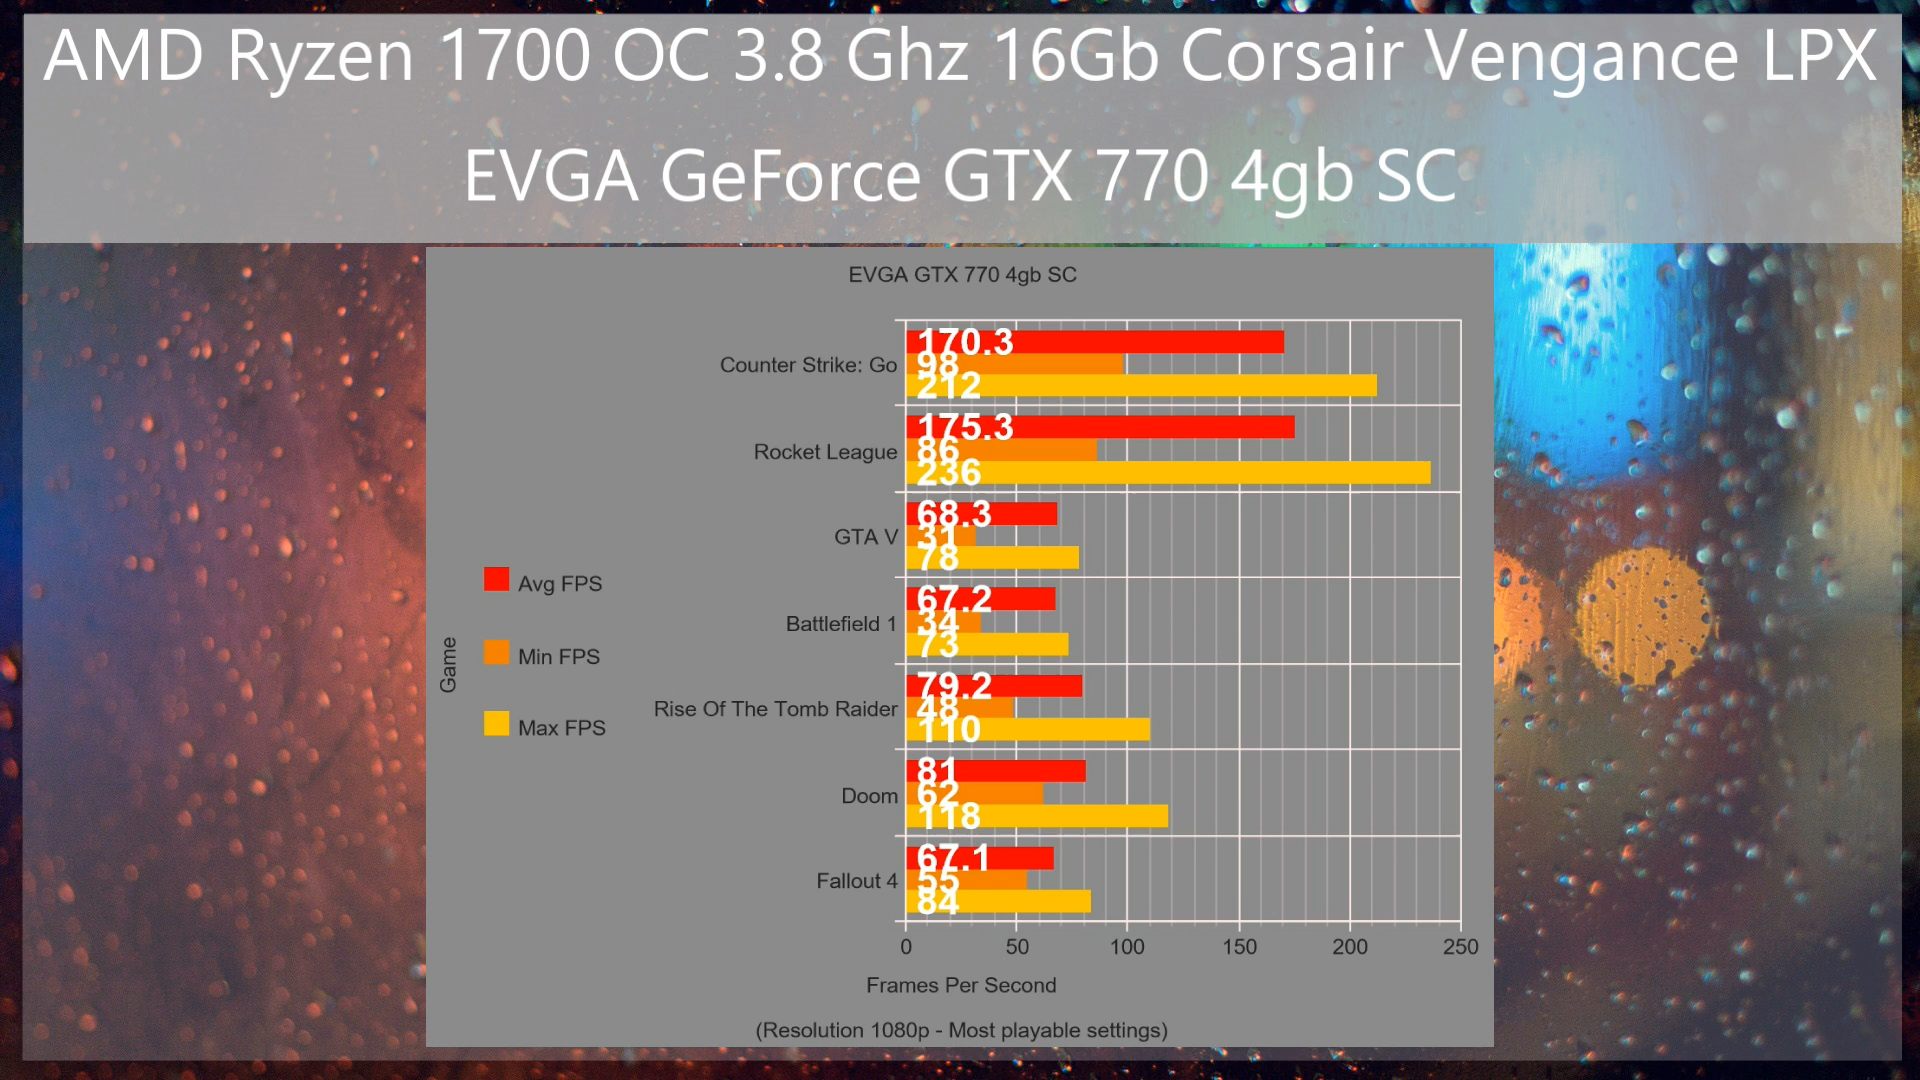 AMD Ryzen 1700 OC 3.8 Ghz 16Gb Corsair Vengance LPX
EVGA GeForce GTX 770 4gb SC
EVGA GTX 770 4gb SC
Counter Strike: Go
170.3
98
212
Rocket League
175.3
86
236
GTA V
68.3
31
78
Battlefield 1
67.2
34
73
Rise Of The Tomb Raider
79.2
48
110
Doom
81
62
118
Fallout 4
67.1
55
84
Game
Avg FPS
Min FPS
Max FPS
0 50 100 150 200 250
Frames Per Second
(Resolution 1080p - Most playable settings)